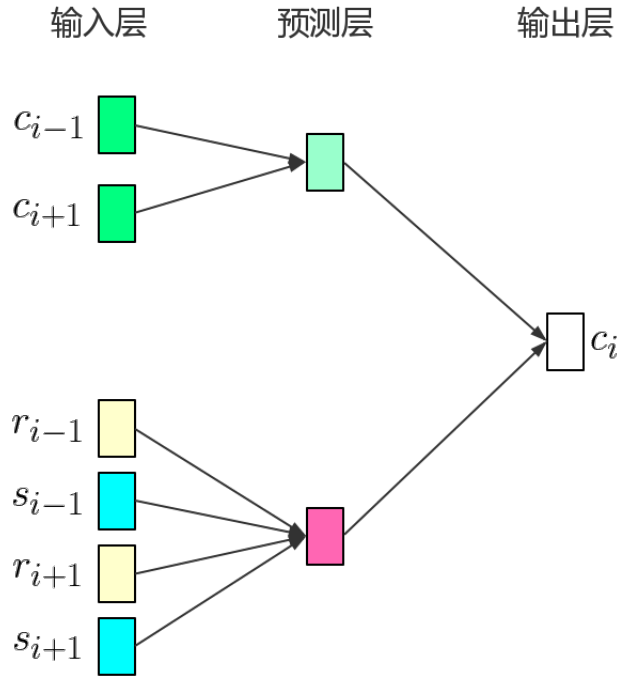 输入层 预测层 输出层
c_{i-1}
c_{i+1}
c_i
r_{i-1}
s_{i-1}
r_{i+1}
s_{i+1}